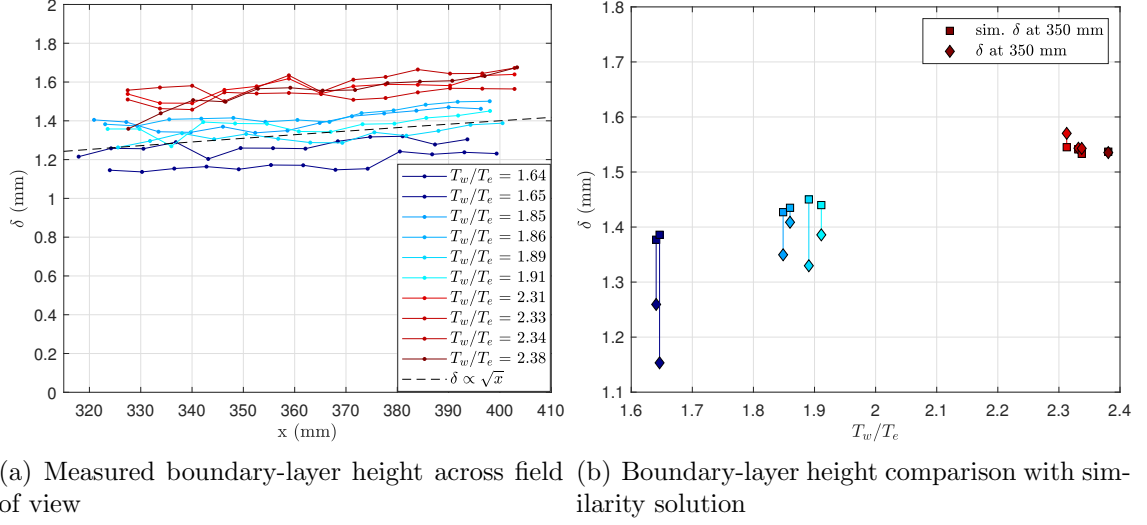 2
1.8
1.6
1.4
1.2
1
0.8
0.6
0.4
0.2
0
δ (mm)
320 330 340 350 360 370 380 390 400 410
x (mm)
T_w/T_e = 1.64
T_w/T_e = 1.65
T_w/T_e = 1.85
T_w/T_e = 1.86
T_w/T_e = 1.89
T_w/T_e = 1.91
T_w/T_e = 2.31
T_w/T_e = 2.33
T_w/T_e = 2.34
T_w/T_e = 2.38
δ ∝ √x
1.8
1.7
1.6
1.5
1.4
1.3
1.2
1.1
δ (mm)
1.6 1.7 1.8 1.9 2 2.1 2.2 2.3 2.4
T_w/T_e
sim. δ at 350 mm
δ at 350 mm
(a) Measured boundary-layer height across field
of view
(b) Boundary-layer height comparison with sim-
ilarity solution